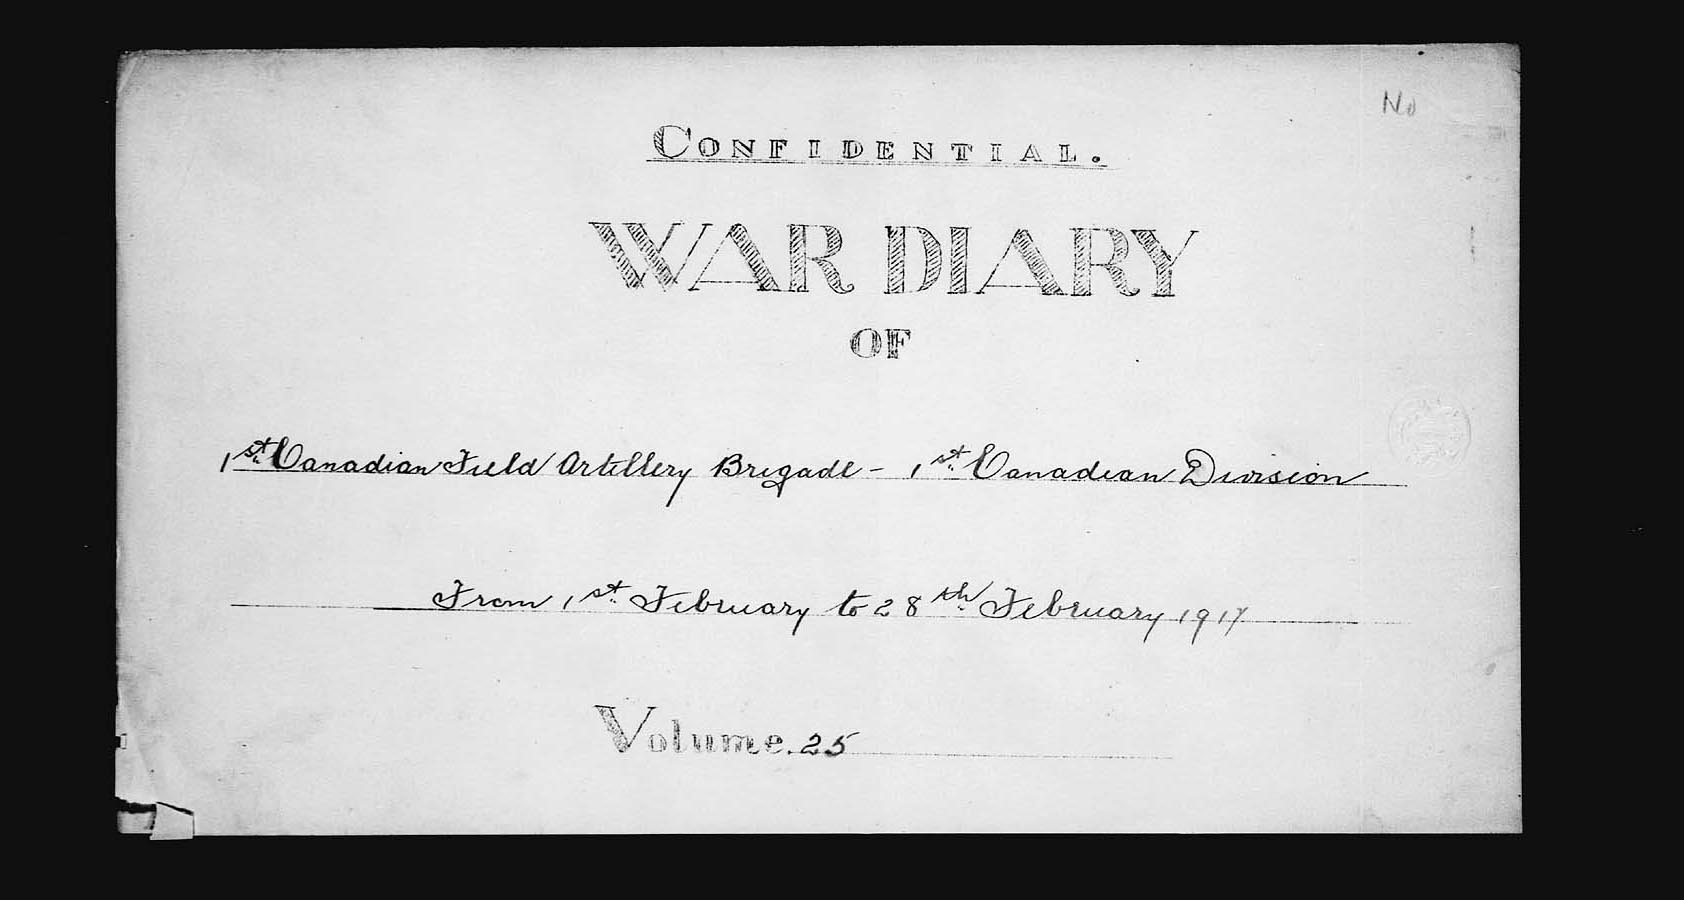 No
CONFIDENTIAL.
WAR DIARY
OF
1st Canadian Field Artillery Brigade - 1st Canadian Division
From 1st February to 28th February 1917
Volume. 25